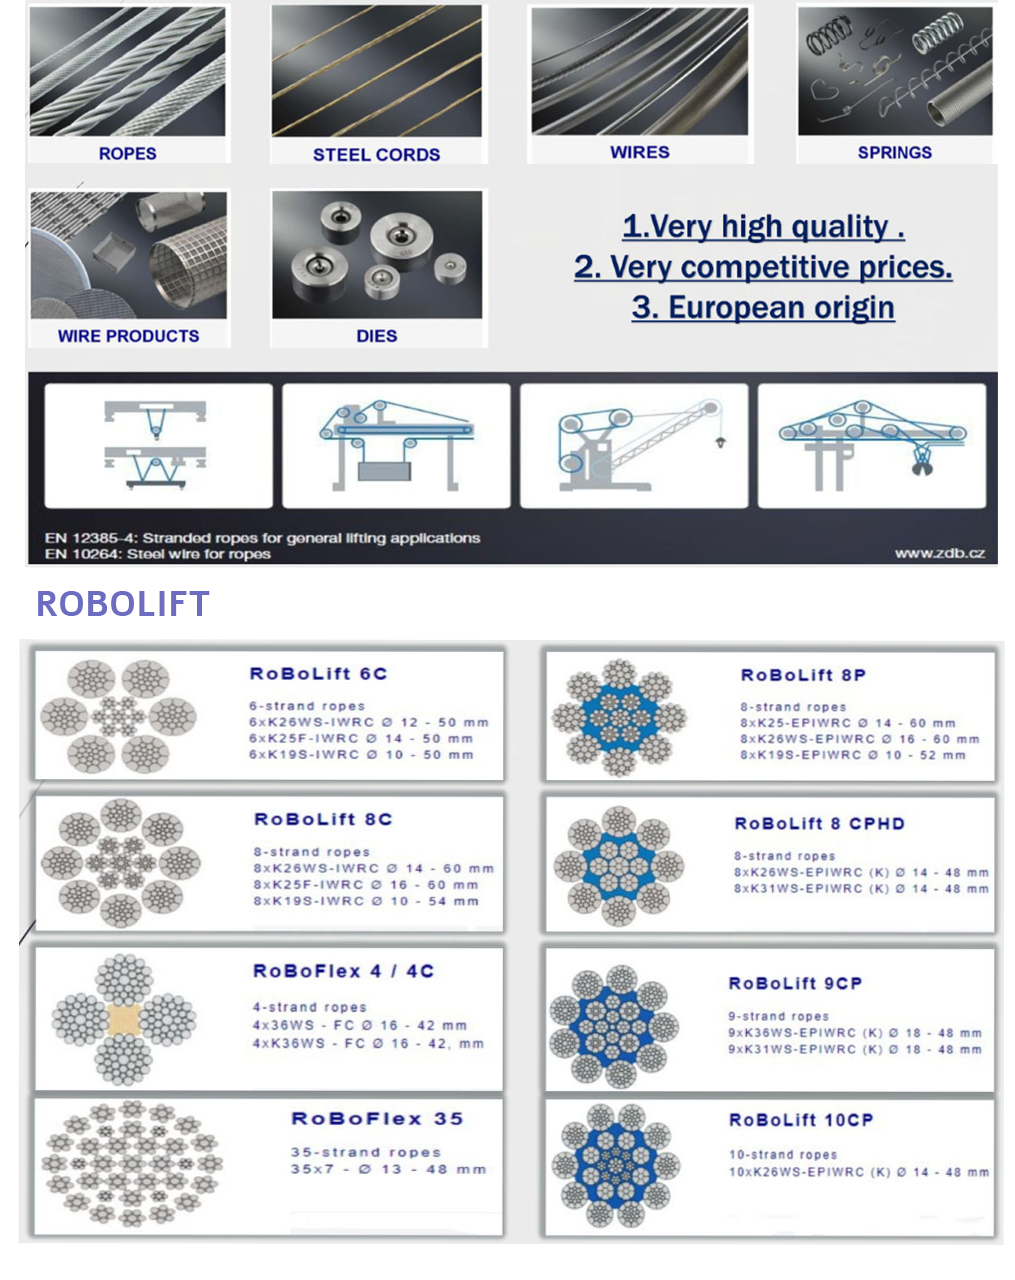 ROPES
STEEL CORDS
WIRES
SPRINGS
WIRE PRODUCTS
DIES
1.Very high quality .
2. Very competitive prices.
3. European origin
EN 12385-4: Stranded ropes for general lifting applications
EN 10264: Steel wire for ropes
www.zdb.cz
ROBOLIFT
RoBoLift 6C
6-strand ropes
6xK26WS-IWRC Ø 12 - 50 mm
6xK25F-IWRC Ø 14 - 50 mm
6xK19S-IWRC Ø 10 - 50 mm
RoBoLift 8P
8-strand ropes
8xK25-EPIWRC Ø 14 - 60 mm
8xK26WS-EPIWRC Ø 16 - 60 mm
8xK19S-EPIWRC Ø 10 - 52 mm
RoBoLift 8C
8-strand ropes
8xK26WS-IWRC Ø 14 - 60 mm
8xK25F-IWRC Ø 16 - 60 mm
8xK19S-IWRC Ø 10 - 54 mm
RoBoLift 8 CPHD
8-strand ropes
8xK26WS-EPIWRC (K) Ø 14 - 48 mm
8xK31WS-EPIWRC (K) Ø 14 - 48 mm
RoBoFlex 4 / 4C
4-strand ropes
4x36WS - FC Ø 16 - 42 mm
4xK36WS - FC Ø 16 - 42, mm
RoBoLift 9CP
9-strand ropes
9xK36WS-EPIWRC (K) Ø 18 - 48 mm
9xK31WS-EPIWRC (K) Ø 18 - 48 mm
RoBoFlex 35
35-strand ropes
35x7 - Ø 13 - 48 mm
RoBoLift 10CP
10-strand ropes
10xK26WS-EPIWRC (K) Ø 14 - 48 mm